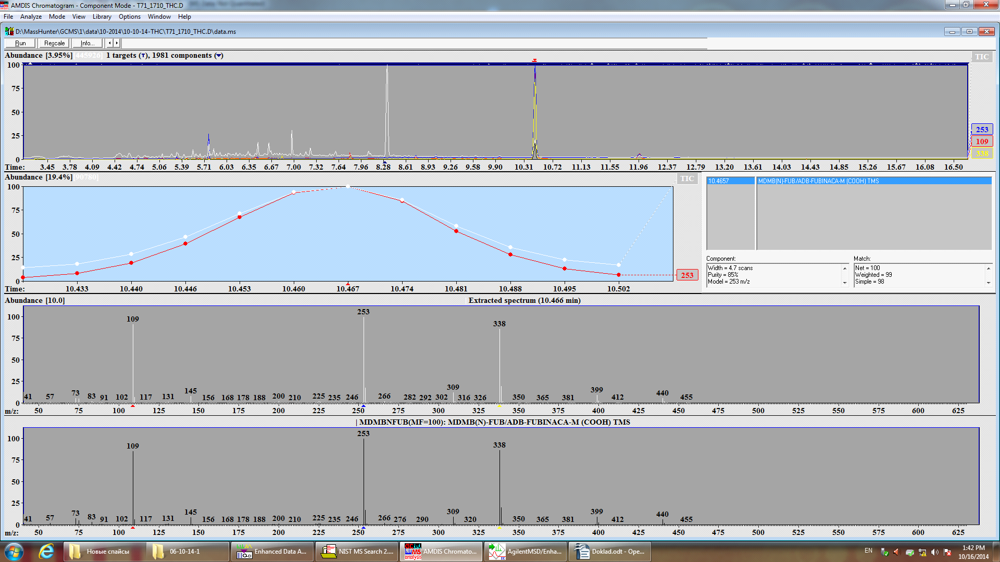 AMDIS Chromatogram - Component Mode - T71_1710_THC.D
File Analyze Mode View Library Options Window Help
D:\MassHunter\GCMS\1\data\10-2014\10-10-14-THC\T71_1710_THC.D\data.ms
Run Rescale Info...
Abundance [3.95%][445926] 1 targets (T), 1981 components (▼)
TIC
100
75
50
25
0
253
109
338
Time: 3.45 3.78 4.09 4.42 4.74 5.06 5.39 5.71 6.03 6.35 6.67 7.00 7.32 7.64 7.96 8.28 8.61 8.93 9.26 9.58 9.90 10.31 10.72 11.13 11.55 11.96 12.37 12.79 13.20 13.61 14.03 14.43 14.85 15.26 15.67 16.08 16.50
Abundance [19.4%][90780]
TIC
100
75
50
25
0
253
Time: 10.433 10.440 10.446 10.453 10.460 10.467 10.474 10.481 10.488 10.495 10.502
10.4657 MDMB(N)-FUB/ADB-FUBINACA-M (COOH) TMS
Component: Match:
Width = 4.7 scans Net = 100
Purity = 85% Weighted = 99
Model = 253 m/z Simple = 98
Abundance [10.0] Extracted spectrum (10.466 min)
100
75
50
25
0
41 57 73 83 91 102 109 117 131 145 156 168 178 188 200 210 225 235 246 253 266 282 292 302 309 316 326 338 350 365 381 399 412 440 455
m/z: 50 75 100 125 150 175 200 225 250 275 300 325 350 375 400 425 450 475 500 525 550 575 600 625
| MDMBNFUB(MF=100): MDMB(N)-FUB/ADB-FUBINACA-M (COOH) TMS
100
75
50
25
0
41 57 73 83 91 102 109 117 131 145 156 168 178 188 200 210 225 235 246 253 266 276 290 309 320 338 350 365 381 399 412 440 455
m/z: 50 75 100 125 150 175 200 225 250 275 300 325 350 375 400 425 450 475 500 525 550 575 600 625
Новые спайсы 06-10-14-1 Enhanced Data A... NIST MS Search 2.... AMDIS Chromato... AgilentMSD/Enha... Doklad.odt - Ope...
EN
1:42 PM
10/16/2014